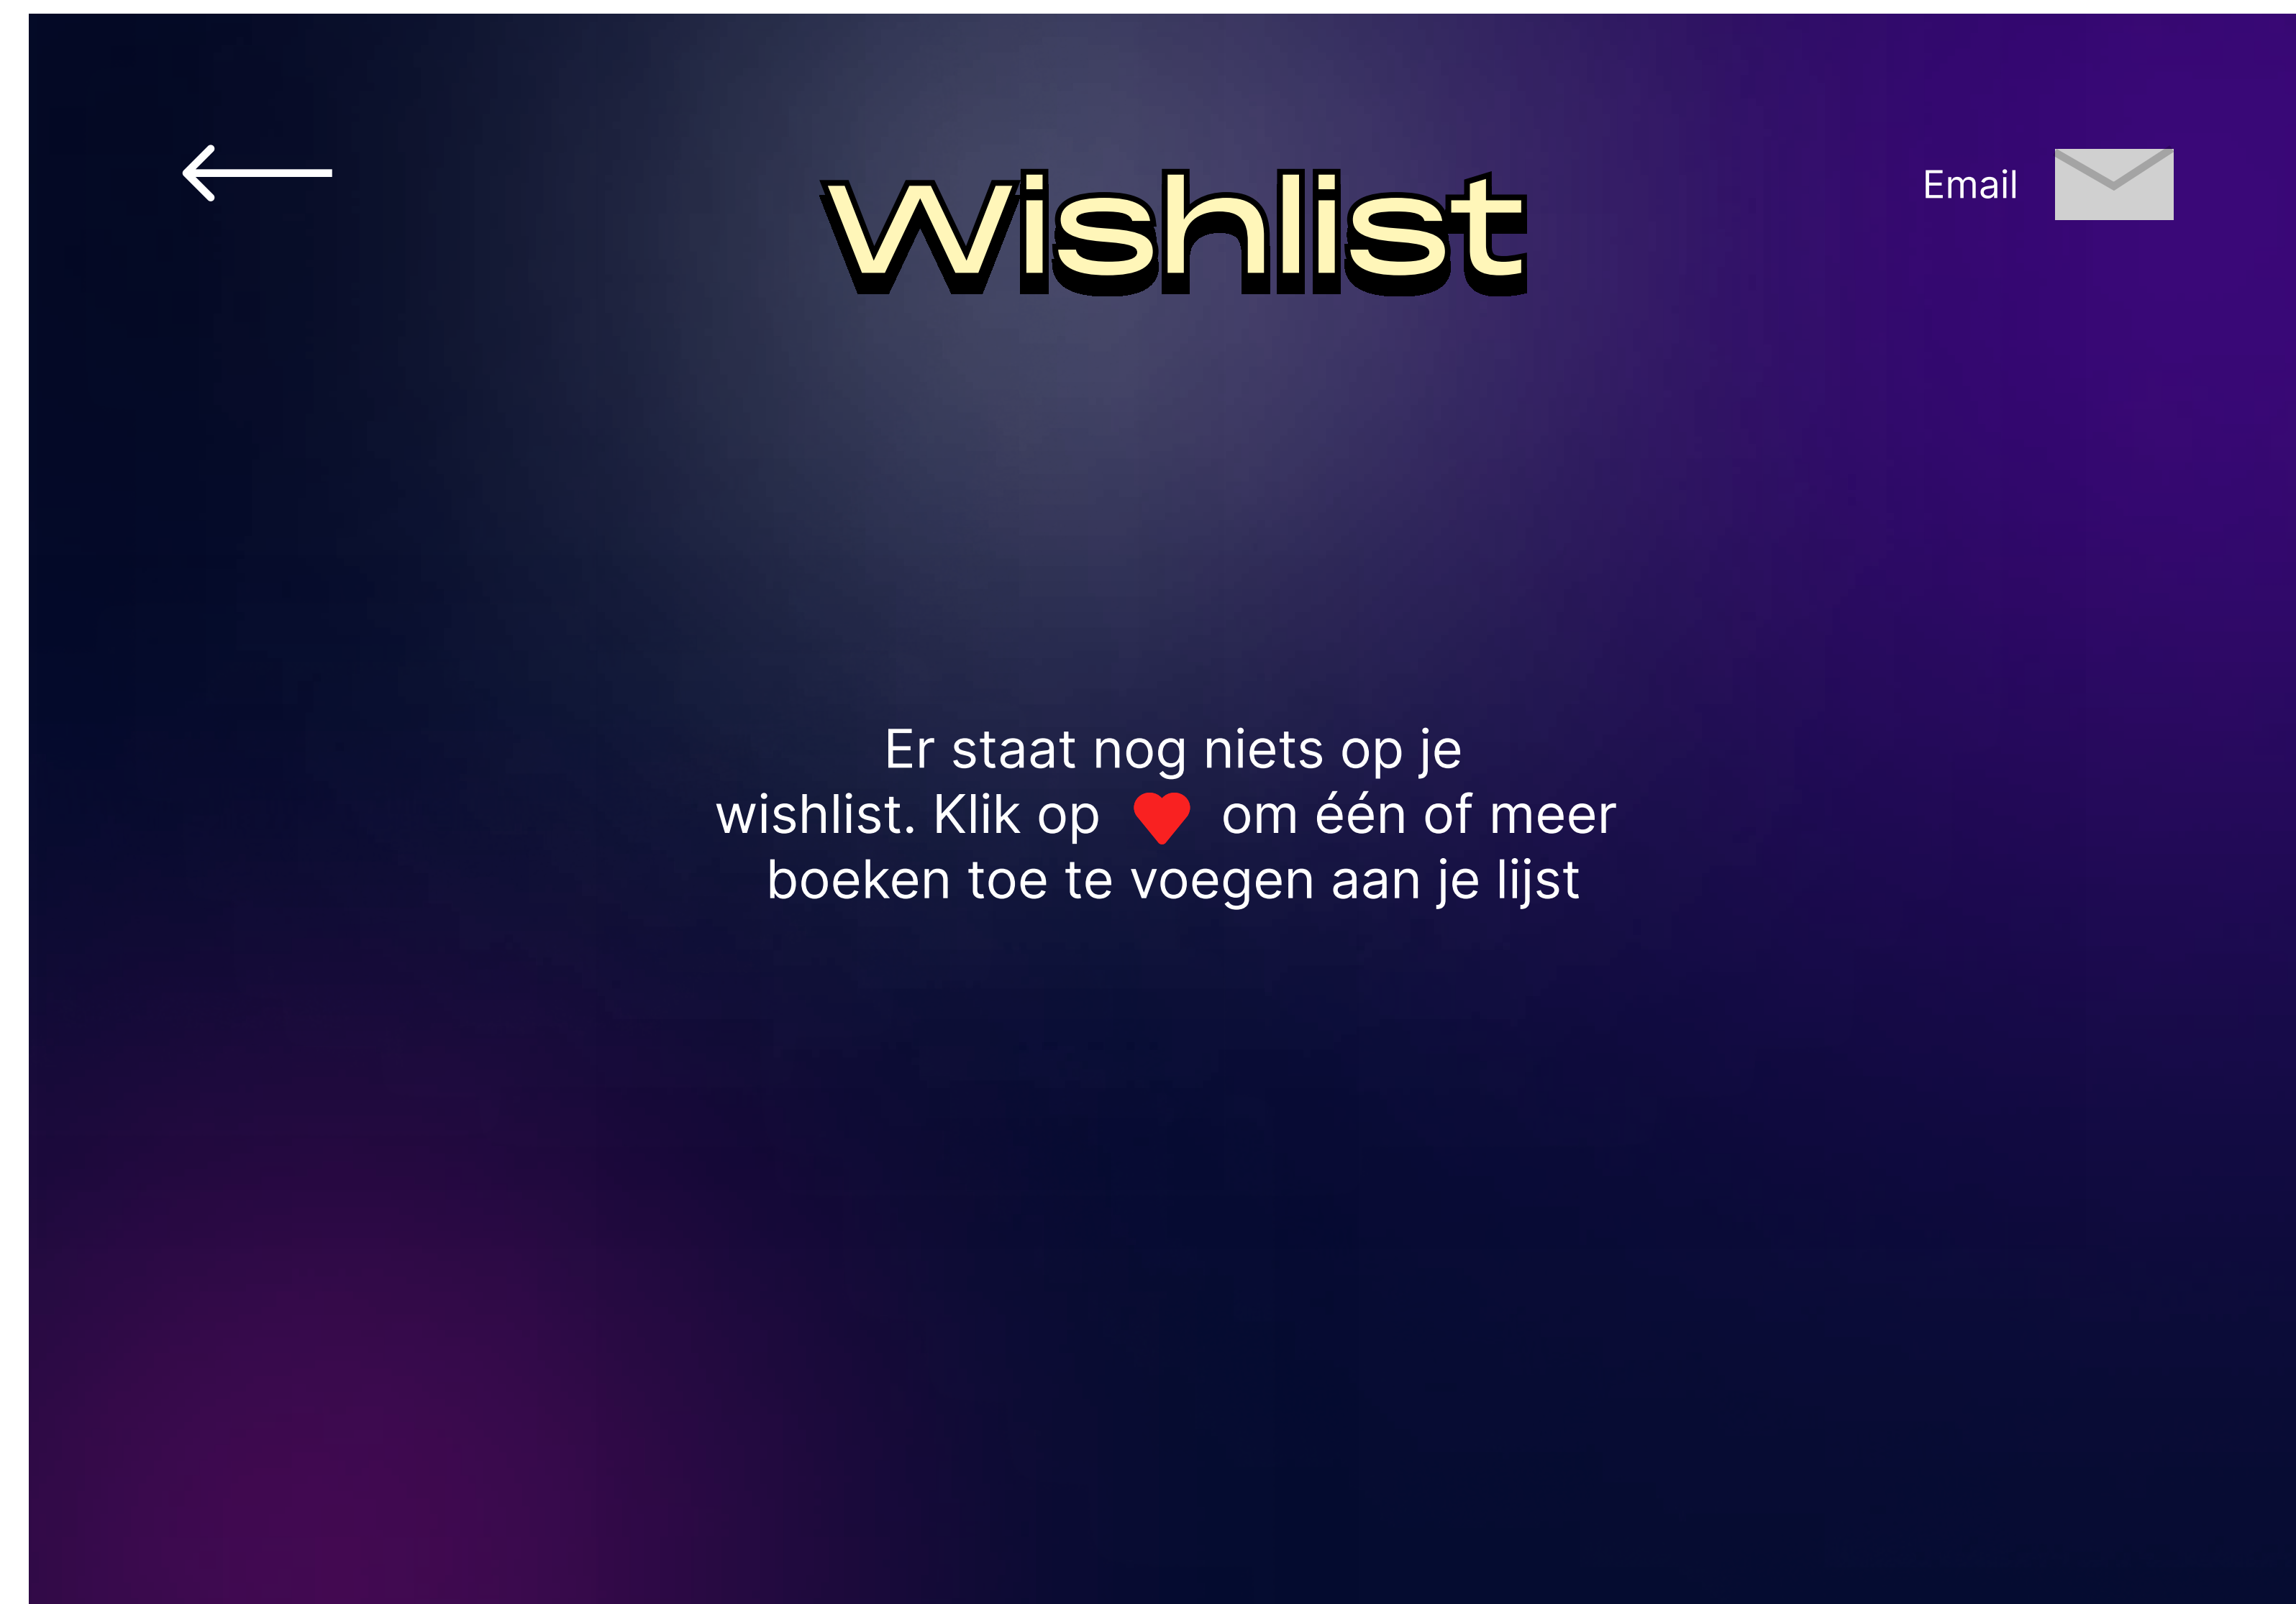 Wishlist
Email
Er staat nog niets op je
wishlist. Klik op om één of meer
boeken toe te voegen aan je lijst